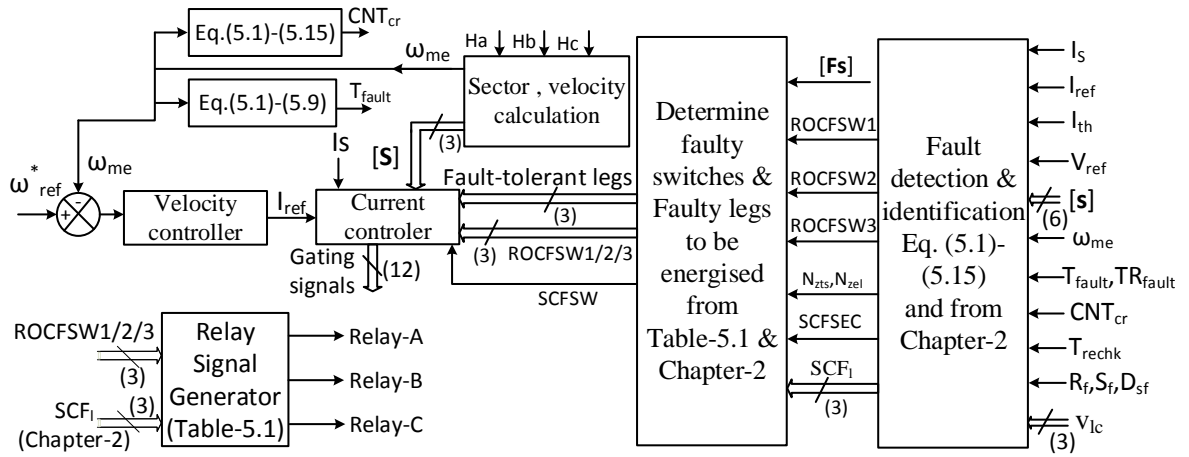 Eq.(5.1)-(5.15)
CNTcr
ωme
Ha
Hb
Hc
Sector , velocity
calculation
(3)
[S]
Eq.(5.1)-(5.9)
Tfault
ωme
Is
ω*ref
+
-
Velocity
controller
Iref
Current
controler
Gating
signals
(12)
Fault-tolerant legs
(3)
(3)
ROCFSW1/2/3
SCFSW
Determine
faulty
switches &
Faulty legs
to be
energised
from
Table-5.1 &
Chapter-2
[Fs]
ROCFSW1
ROCFSW2
ROCFSW3
Nzts,Nzel
SCFSEC
SCFl
(3)
Fault
detection &
identification
Eq. (5.1)-
(5.15)
and from
Chapter-2
IS
Iref
Ith
Vref
[s]
(6)
ωme
Tfault,TRfault
CNTcr
Trechk
Rf,Sf,Dsf
vlc
(3)
ROCFSW1/2/3
(3)
SCFl
(3)
(Chapter-2)
Relay
Signal
Generator
(Table-5.1)
Relay-A
Relay-B
Relay-C